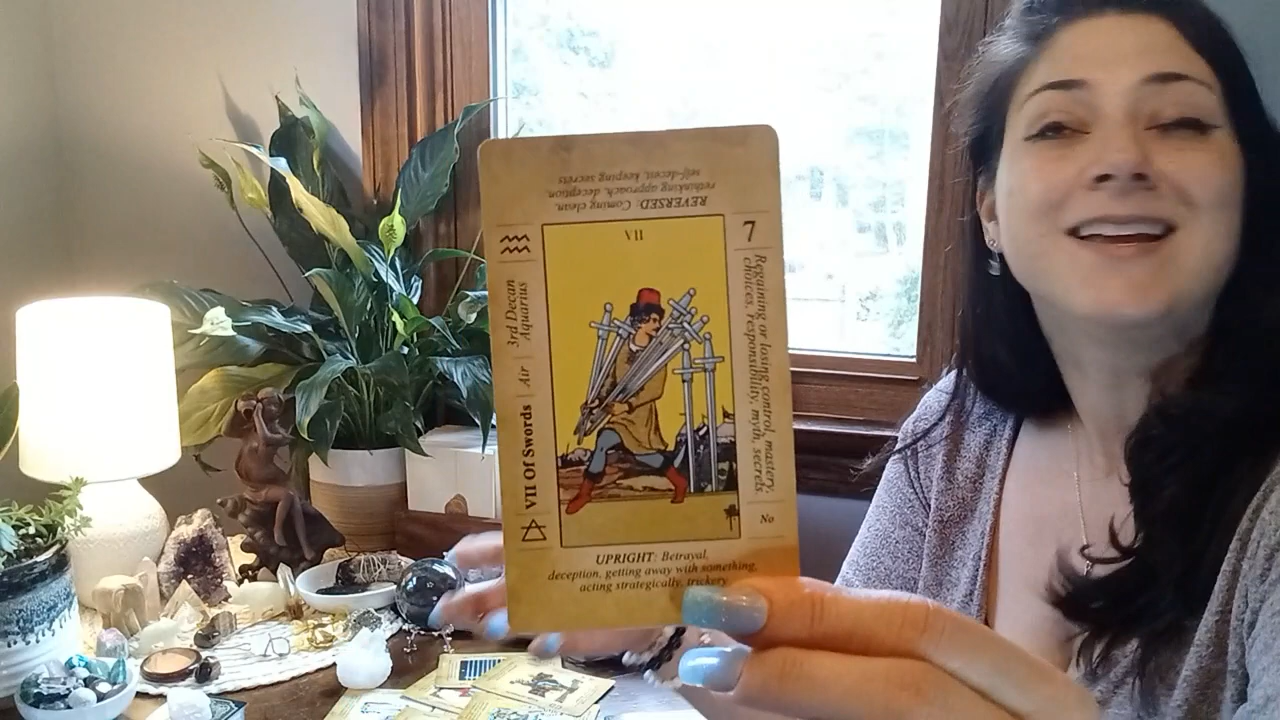 REVERSED: Coming clean,
rethinking approach, deception,
self-deceit, keeping secrets
VII
7
Regaining or losing control, mastery,
choices, responsibility, myth, secrets.
No
3rd Decan
Aquarius
Air
VII Of Swords
UPRIGHT: Betrayal,
deception, getting away with something,
acting strategically, trickery